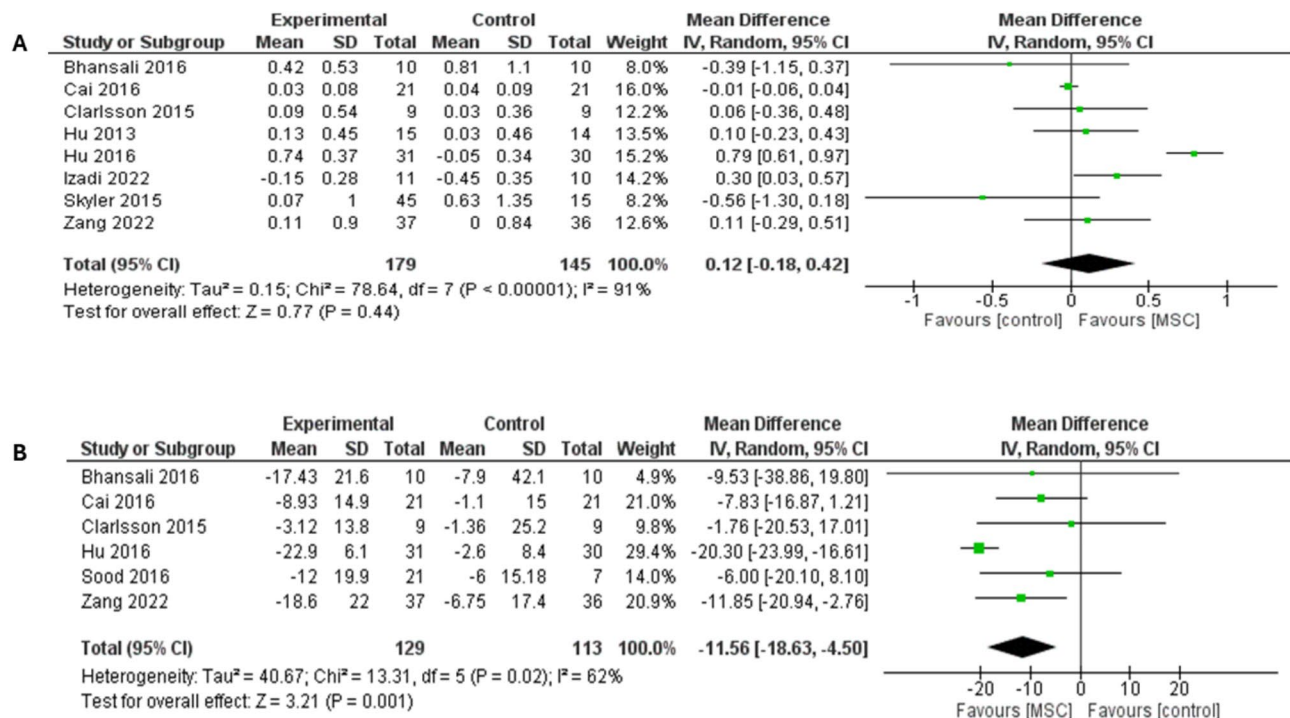 A
Experimental Control Mean Difference Mean Difference
Study or Subgroup Mean SD Total Mean SD Total Weight IV, Random, 95% CI IV, Random, 95% CI
Bhansali 2016 0.42 0.53 10 0.81 1.1 10 8.0% -0.39 [-1.15, 0.37]
Cai 2016 0.03 0.08 21 0.04 0.09 21 16.0% -0.01 [-0.06, 0.04]
Clarlsson 2015 0.09 0.54 9 0.03 0.36 9 12.2% 0.06 [-0.36, 0.48]
Hu 2013 0.13 0.45 15 0.03 0.46 14 13.5% 0.10 [-0.23, 0.43]
Hu 2016 0.74 0.37 31 -0.05 0.34 30 15.2% 0.79 [0.61, 0.97]
Izadi 2022 -0.15 0.28 11 -0.45 0.35 10 14.2% 0.30 [0.03, 0.57]
Skyler 2015 0.07 1 45 0.63 1.35 15 8.2% -0.56 [-1.30, 0.18]
Zang 2022 0.11 0.9 37 0 0.84 36 12.6% 0.11 [-0.29, 0.51]
Total (95% CI) 179 145 100.0% 0.12 [-0.18, 0.42]
Heterogeneity: Tau² = 0.15; Chi² = 78.64, df = 7 (P < 0.00001); I² = 91%
Test for overall effect: Z = 0.77 (P = 0.44)
-1 -0.5 0 0.5 1
Favours [control] Favours [MSC]
B
Experimental Control Mean Difference Mean Difference
Study or Subgroup Mean SD Total Mean SD Total Weight IV, Random, 95% CI IV, Random, 95% CI
Bhansali 2016 -17.43 21.6 10 -7.9 42.1 10 4.9% -9.53 [-38.86, 19.80]
Cai 2016 -8.93 14.9 21 -1.1 15 21 21.0% -7.83 [-16.87, 1.21]
Clarlsson 2015 -3.12 13.8 9 -1.36 25.2 9 9.8% -1.76 [-20.53, 17.01]
Hu 2016 -22.9 6.1 31 -2.6 8.4 30 29.4% -20.30 [-23.99, -16.61]
Sood 2016 -12 19.9 21 -6 15.18 7 14.0% -6.00 [-20.10, 8.10]
Zang 2022 -18.6 22 37 -6.75 17.4 36 20.9% -11.85 [-20.94, -2.76]
Total (95% CI) 129 113 100.0% -11.56 [-18.63, -4.50]
Heterogeneity: Tau² = 40.67; Chi² = 13.31, df = 5 (P = 0.02); I² = 62%
Test for overall effect: Z = 3.21 (P = 0.001)
-20 -10 0 10 20
Favours [MSC] Favours [control]